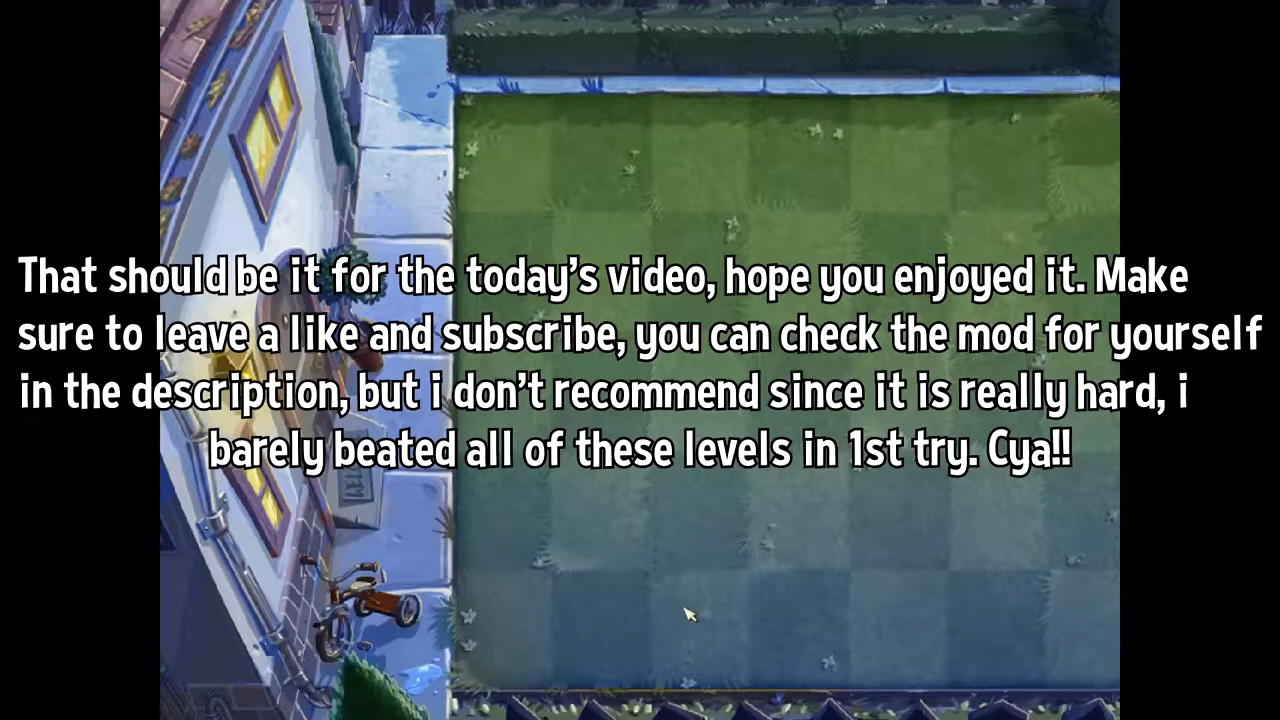 That should be it for the today's video, hope you enjoyed it. Make
sure to leave a like and subscribe, you can check the mod for yourself
in the description, but i don't recommend since it is really hard, i
barely beated all of these levels in 1st try. Cya!!